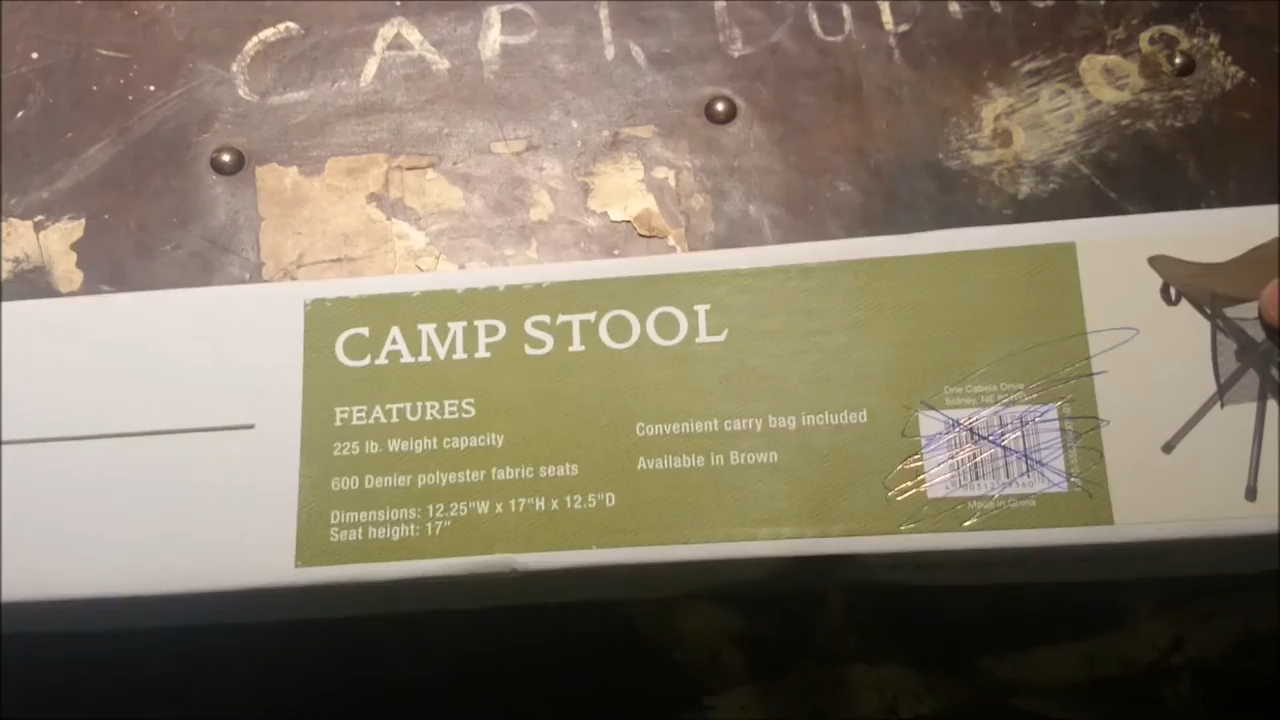 CAPT.
CAMP STOOL
FEATURES
225 lb. Weight capacity
600 Denier polyester fabric seats
Dimensions: 12.25"W x 17"H x 12.5"D
Seat height: 17"
Convenient carry bag included
Available in Brown
One Cabela Drive
Sidney, NE
Made in China